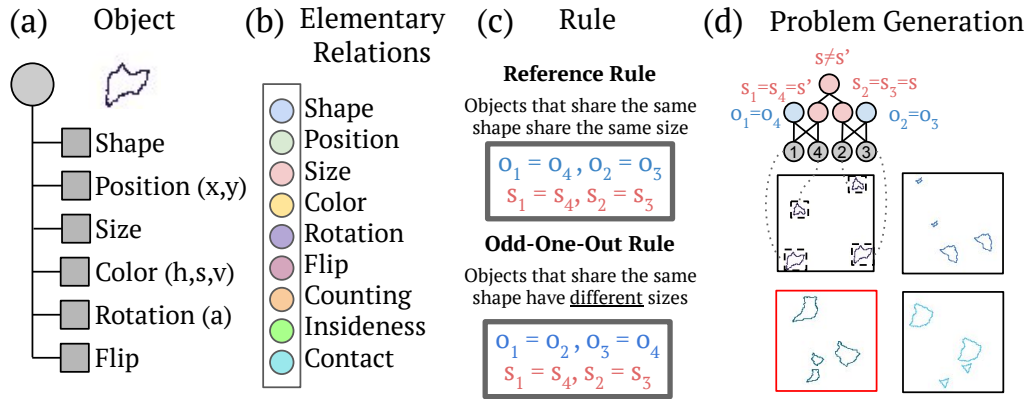 (a) Object
Shape
Position (x,y)
Size
Color (h,s,v)
Rotation (a)
Flip
(b) Elementary
Relations
Shape
Position
Size
Color
Rotation
Flip
Counting
Insideness
Contact
(c) Rule
Reference Rule
Objects that share the same
shape share the same size
o₁ = o₄ , o₂ = o₃
s₁ = s₄, s₂ = s₃
Odd-One-Out Rule
Objects that share the same
shape have different sizes
o₁ = o₂ , o₃ = o₄
s₁ = s₄, s₂ = s₃
(d) Problem Generation
s≠s’
s₁=s₄=s’ s₂=s₃=s
o₁=o₄ o₂=o₃
1 4 2 3